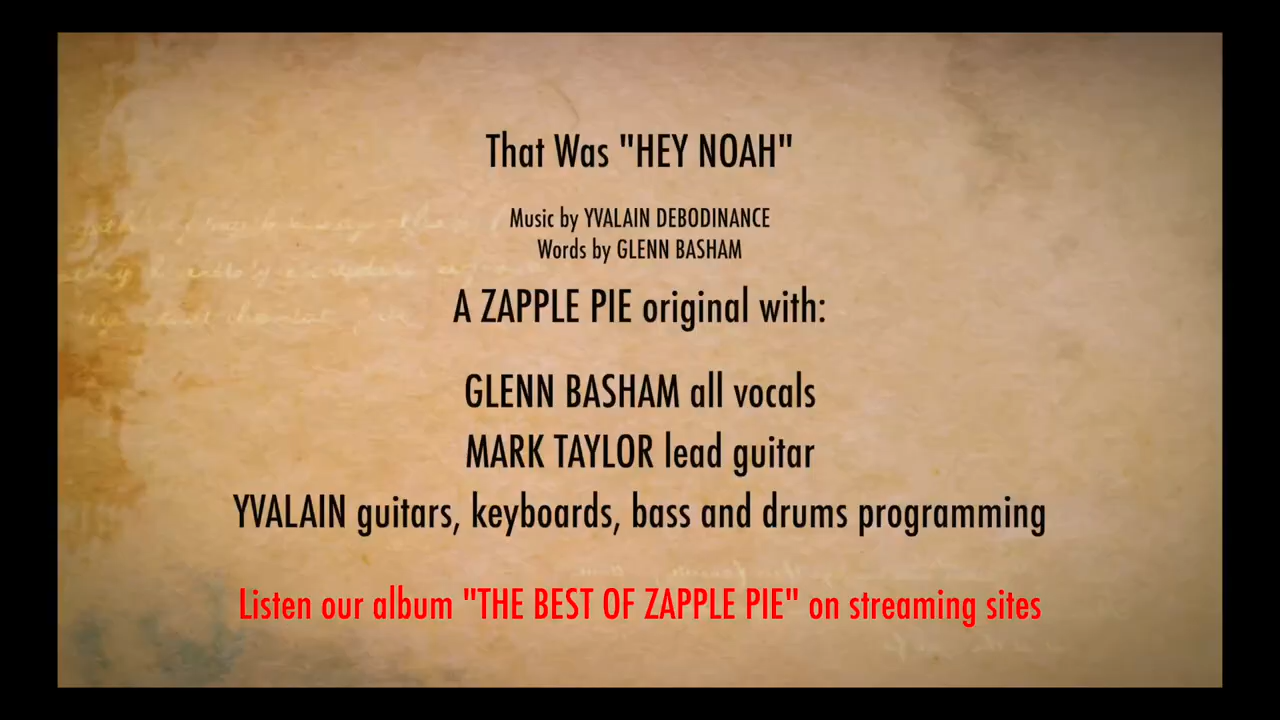 That Was "HEY NOAH"
Music by YVALAIN DEBODINANCE
Words by GLENN BASHAM
A ZAPPLE PIE original with:
GLENN BASHAM all vocals
MARK TAYLOR lead guitar
YVALAIN guitars, keyboards, bass and drums programming
Listen our album "THE BEST OF ZAPPLE PIE" on streaming sites